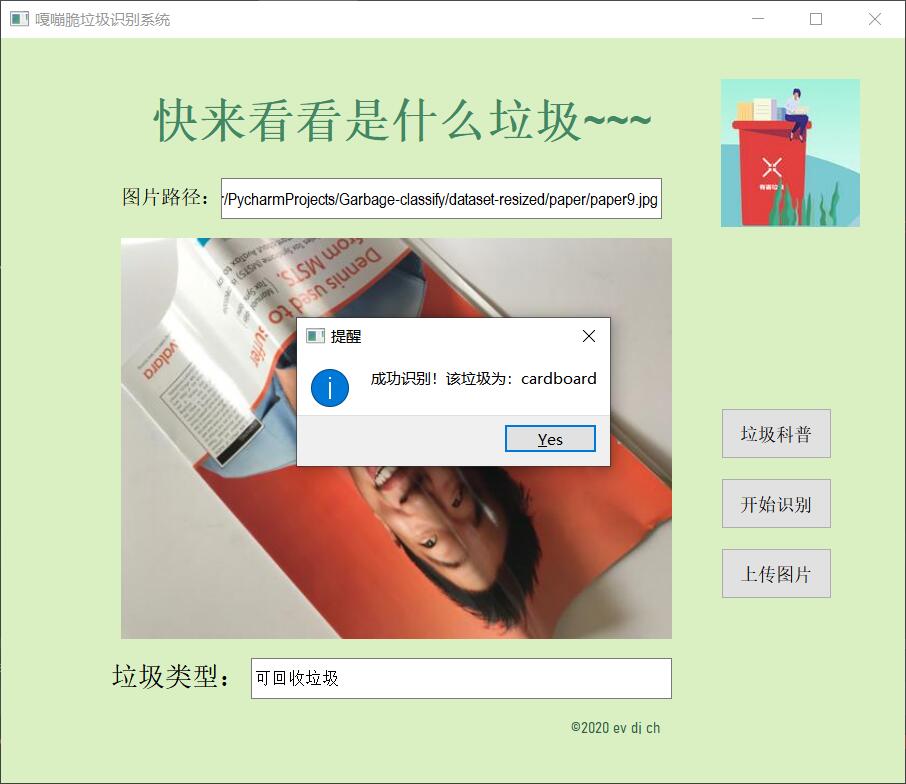 嘎嘣脆垃圾识别系统
快来看看是什么垃圾~~~
图片路径：
/PycharmProjects/Garbage-classify/dataset-resized/paper/paper9.jpg
Dennis used to
from MSTS.
suffer
valara
提醒
成功识别！该垃圾为：cardboard
Yes
垃圾科普
开始识别
上传图片
垃圾类型：
可回收垃圾
©2020 ev dj ch